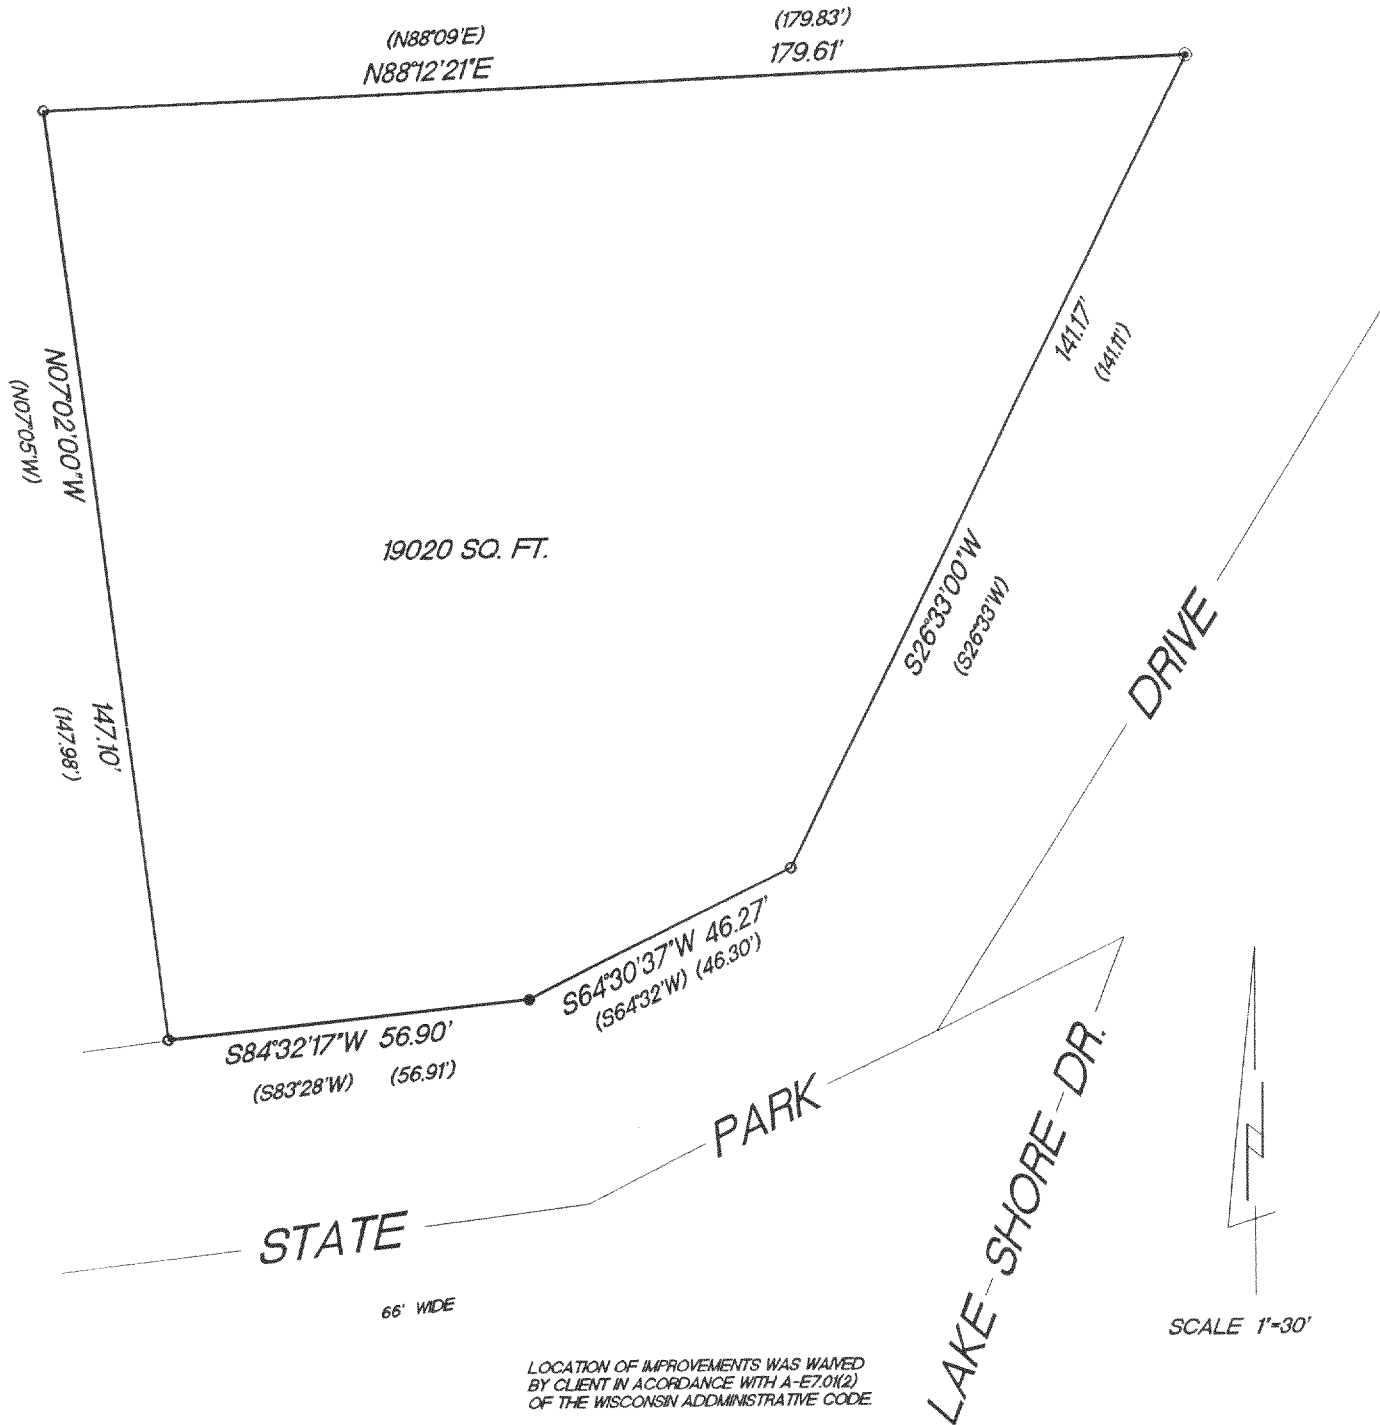 (N88°09'E)
(179.83')
N88°12'21"E
179.61'
141.17'
(141.11')
N07°02'00"W
(N07°05'W)
19020 SQ. FT.
S26°33'00"W
(S26°33'W)
DRIVE
147.10'
(147.98')
S64°30'37"W 46.27'
(S64°32'W) (46.30')
S84°32'17"W 56.90'
(S83°28'W) (56.91')
PARK
STATE
66' WIDE
LAKE SHORE DR.
SCALE 1"=30'
LOCATION OF IMPROVEMENTS WAS WAIVED
BY CLIENT IN ACORDANCE WITH A-E7.01(2)
OF THE WISCONSIN ADDMINISTRATIVE CODE.